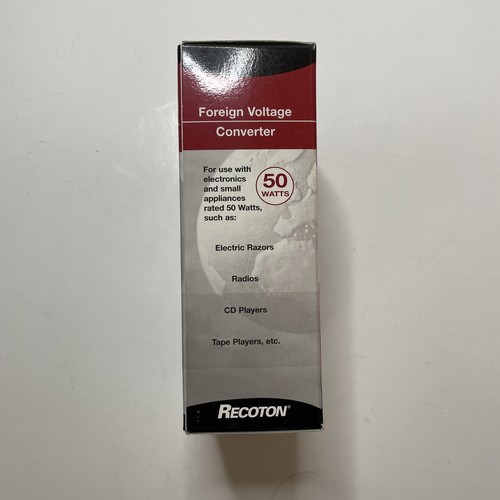 Foreign Voltage
Converter
For use with
electronics
and small
appliances
rated 50 Watts,
such as:
50
WATTS
Electric Razors
Radios
CD Players
Tape Players, etc.
RECOTON®